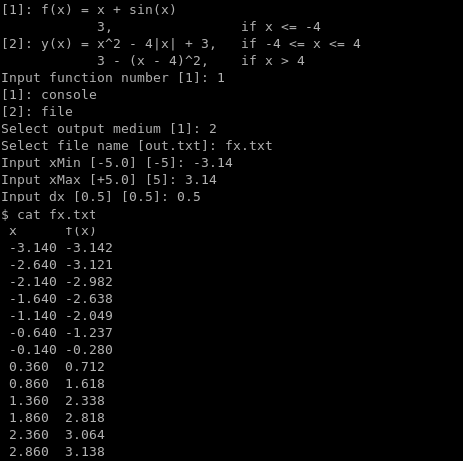 [1]: f(x) = x + sin(x)
3, if x <= -4
[2]: y(x) = x^2 - 4|x| + 3, if -4 <= x <= 4
3 - (x - 4)^2, if x > 4
Input function number [1]: 1
[1]: console
[2]: file
Select output medium [1]: 2
Select file name [out.txt]: fx.txt
Input xMin [-5.0] [-5]: -3.14
Input xMax [+5.0] [5]: 3.14
Input dx [0.5] [0.5]: 0.5
$ cat fx.txt
x f(x)
-3.140 -3.142
-2.640 -3.121
-2.140 -2.982
-1.640 -2.638
-1.140 -2.049
-0.640 -1.237
-0.140 -0.280
0.360 0.712
0.860 1.618
1.360 2.338
1.860 2.818
2.360 3.064
2.860 3.138